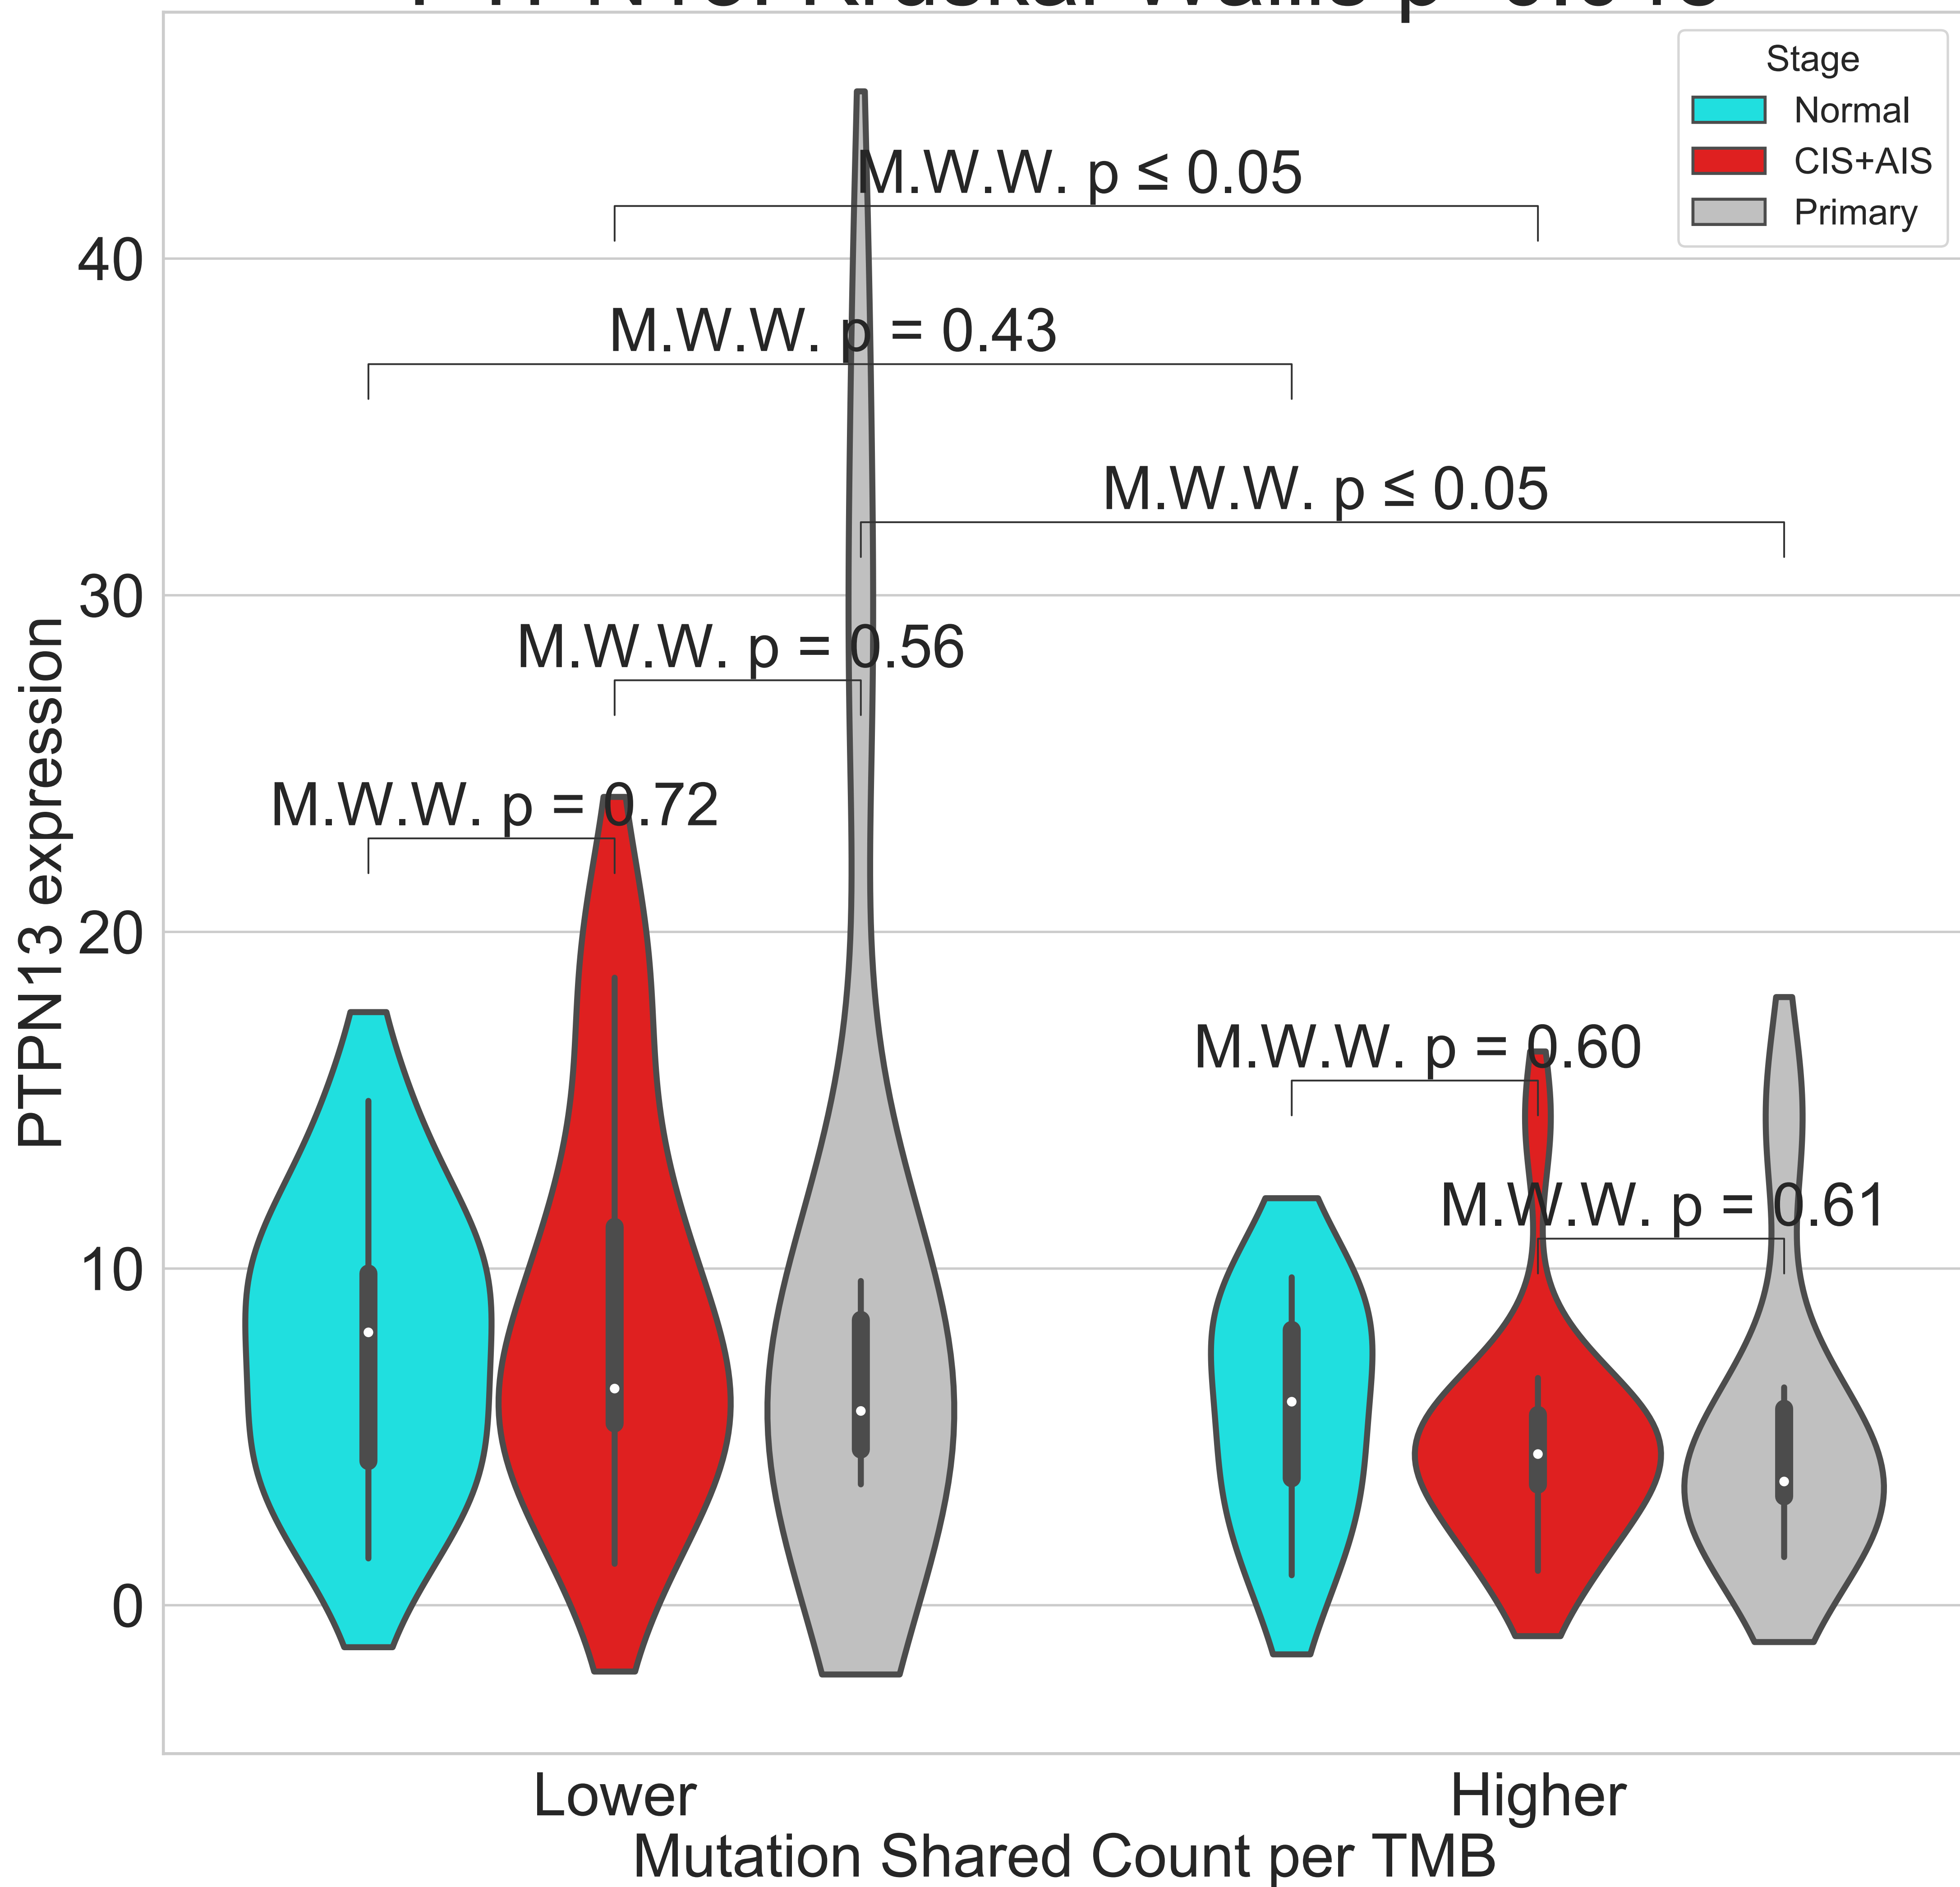 Stage
Normal
CIS+AIS
Primary
M.W.W. p ≤ 0.05
40
M.W.W. p = 0.43
M.W.W. p ≤ 0.05
30
M.W.W. p = 0.56
M.W.W. p = 0.72
PTPN13 expression
20
M.W.W. p = 0.60
M.W.W. p = 0.61
10
0
Lower
Higher
Mutation Shared Count per TMB